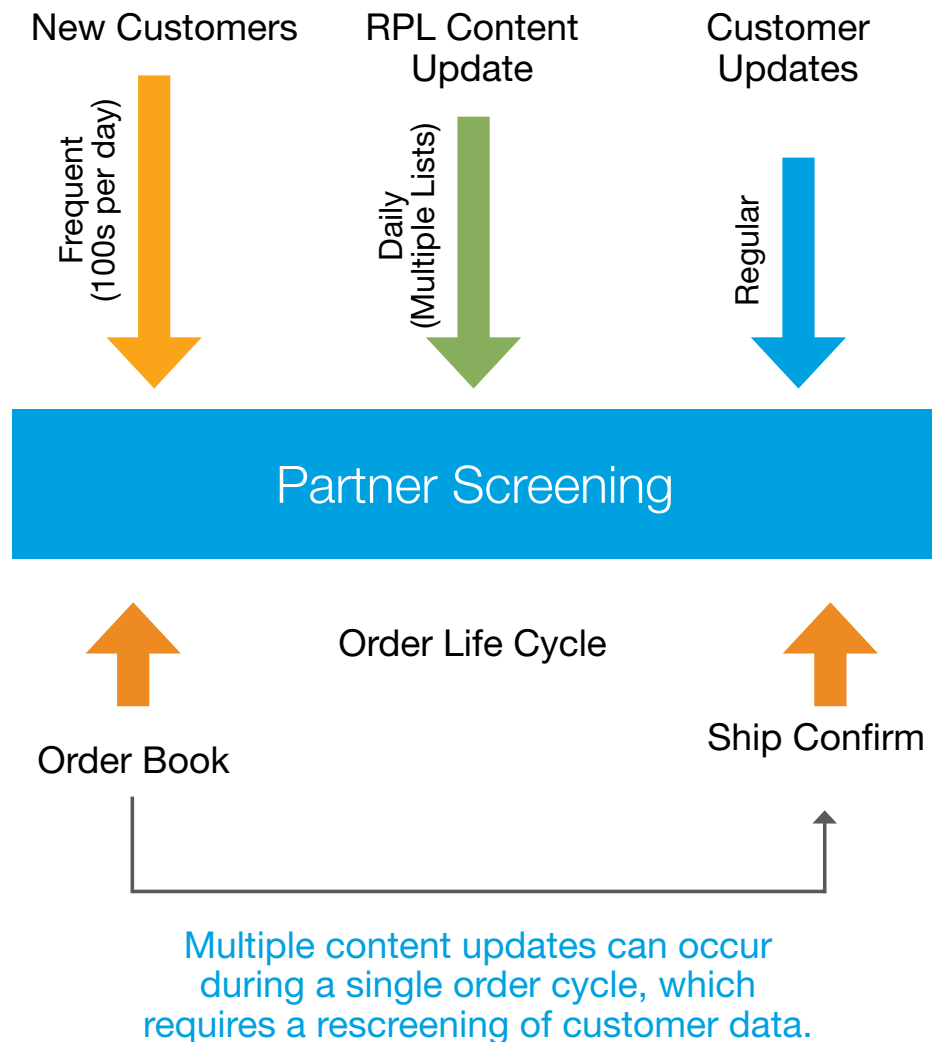 New Customers
RPL Content
Update
Customer
Updates
Frequent
(100s per day)
Daily
(Multiple Lists)
Regular
Partner Screening
Order Life Cycle
Order Book
Ship Confirm
Multiple content updates can occur
during a single order cycle, which
requires a rescreening of customer data.